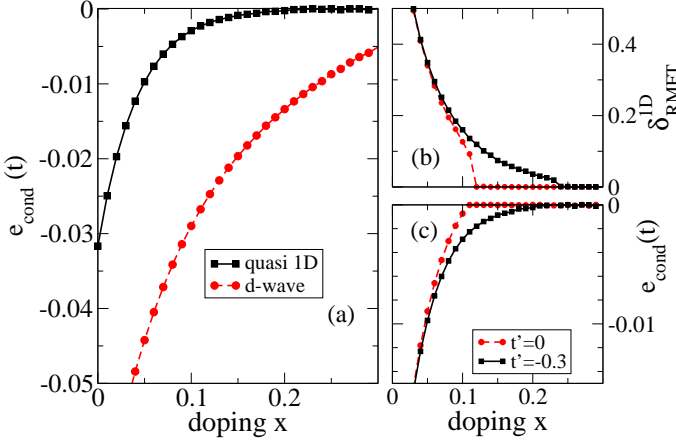 0
-0.01
-0.02
-0.03
-0.04
-0.05
e_cond (t)
quasi 1D
d-wave
(a)
0 0.1 0.2
doping x
(b)
0.4
0.2
0
δ^1D_RMFT
(c)
-0.01
e_cond(t)
t'=0
t'=-0.3
0 0.1 0.2
doping x